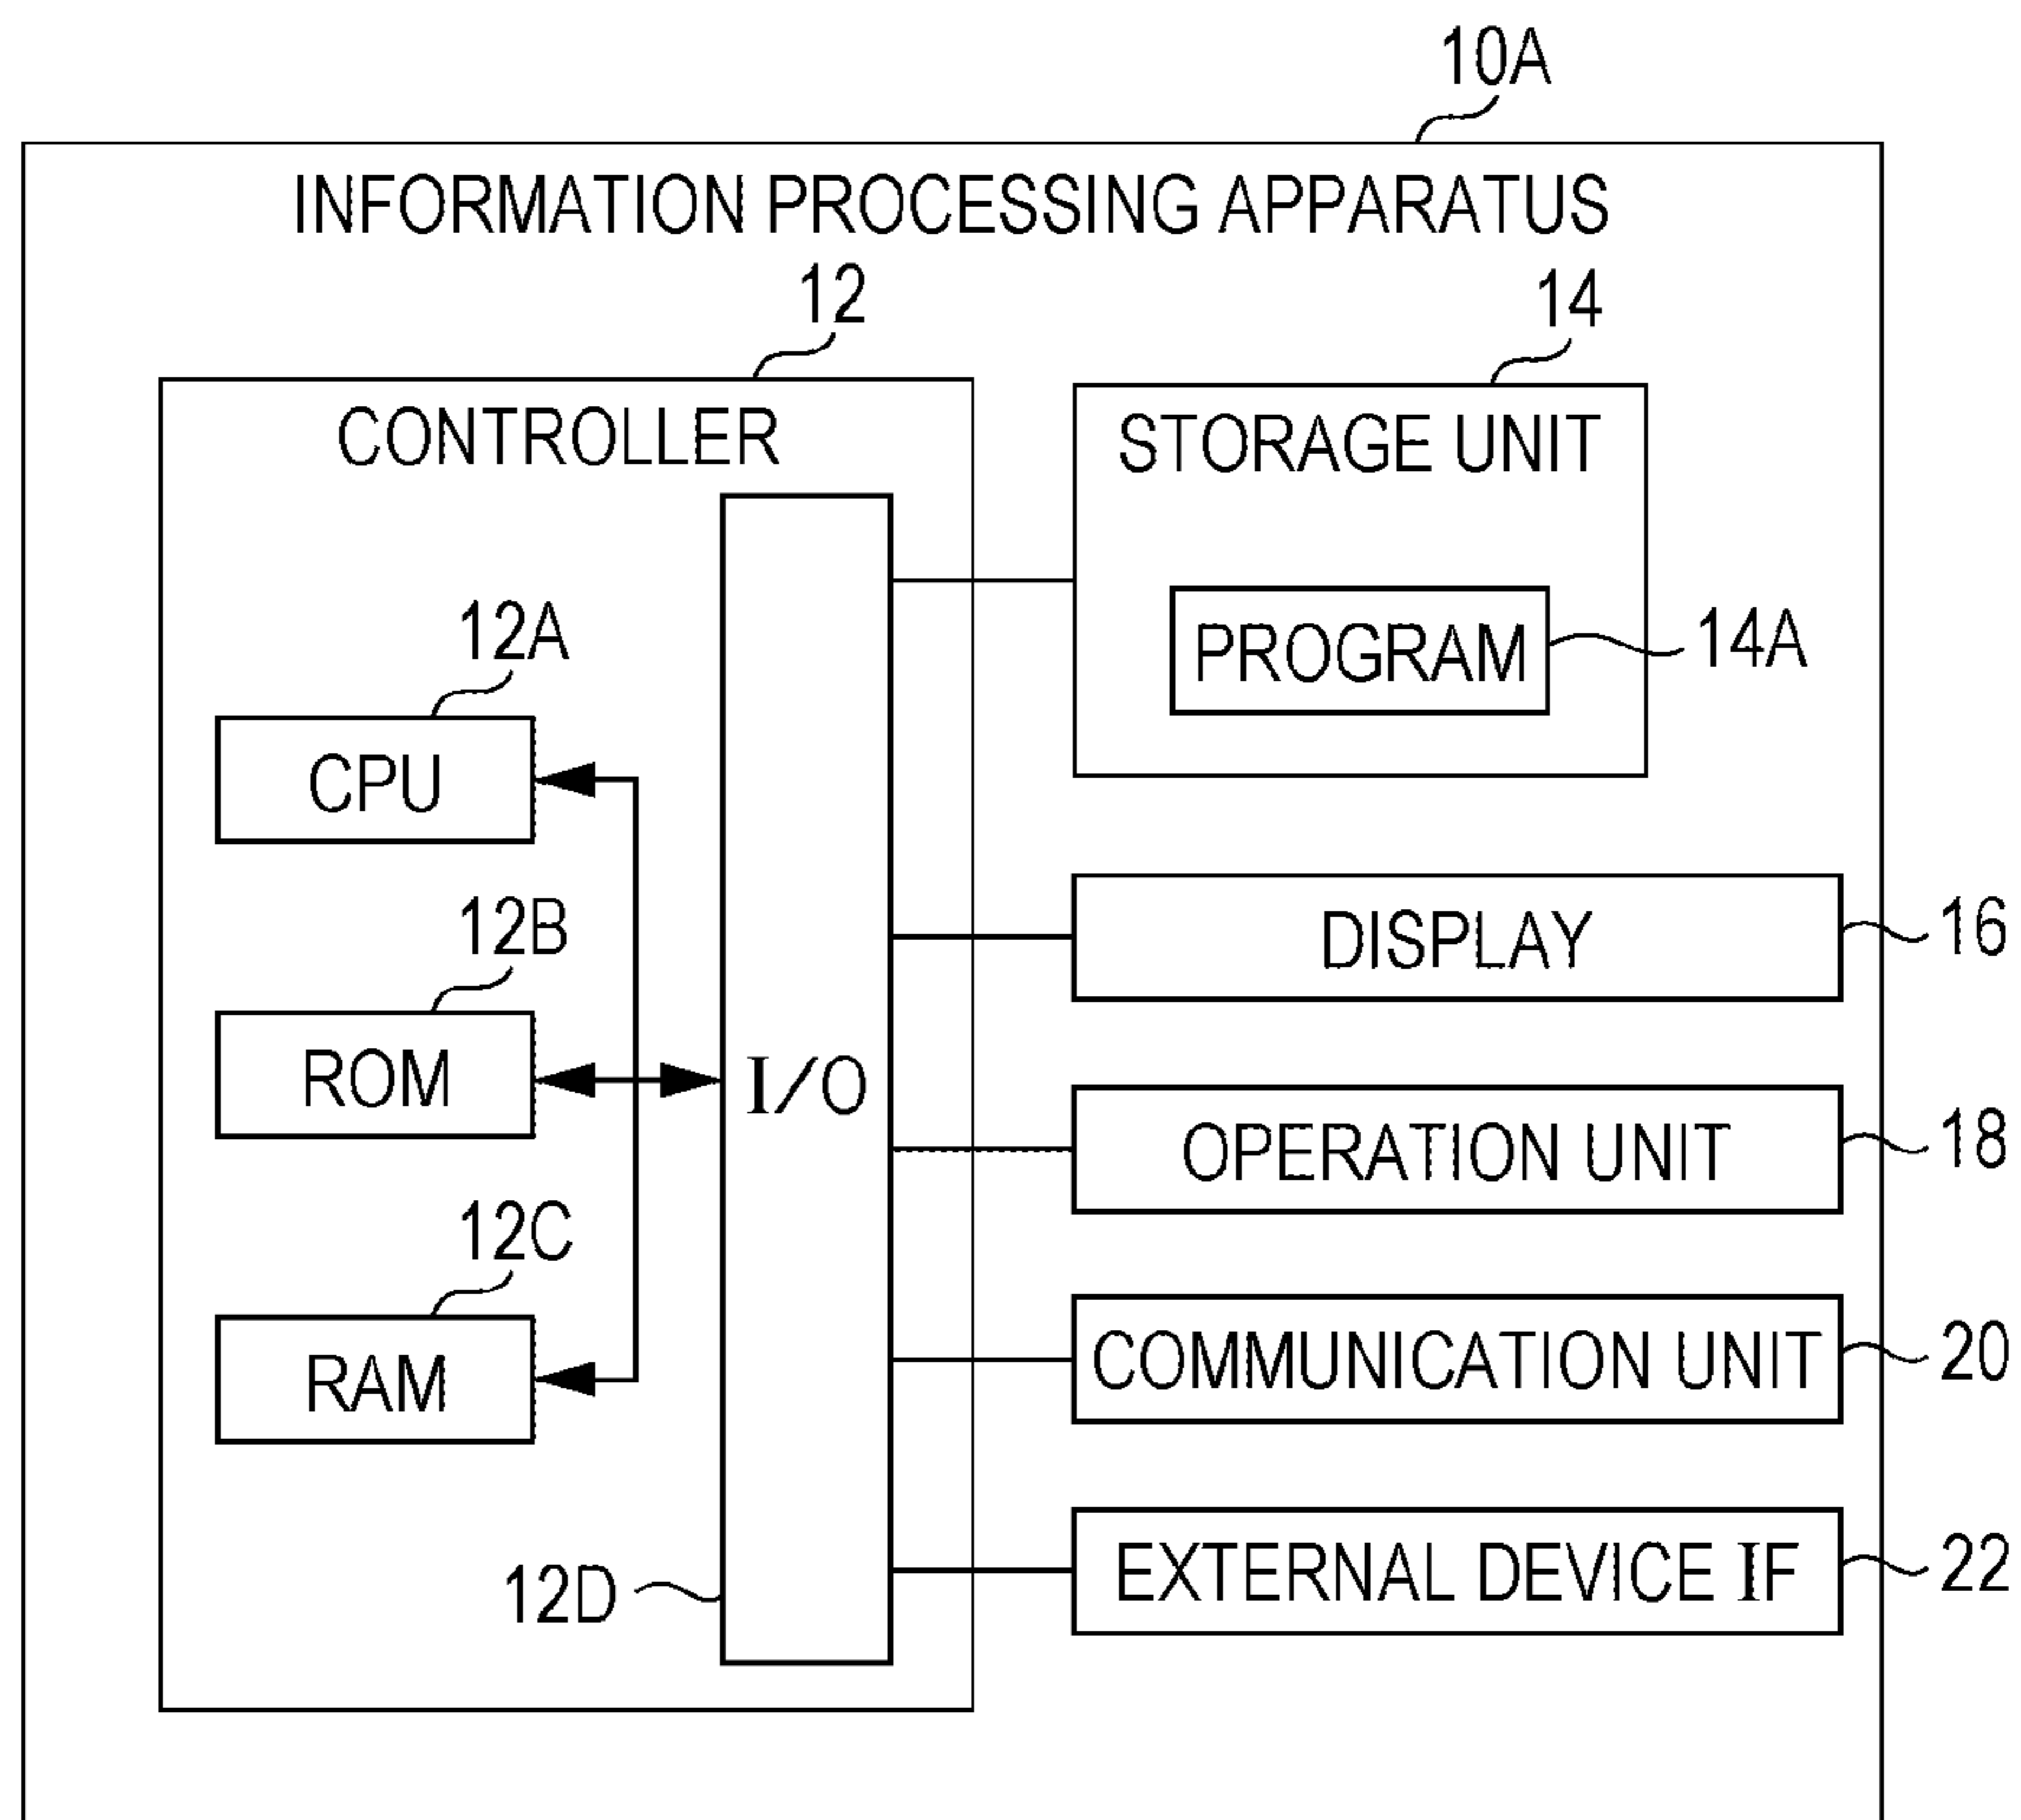 10A
INFORMATION PROCESSING APPARATUS
12
CONTROLLER
12A
CPU
12B
ROM
12C
RAM
I/O
12D
14
STORAGE UNIT
PROGRAM
14A
DISPLAY
16
OPERATION UNIT
18
COMMUNICATION UNIT
20
EXTERNAL DEVICE IF
22